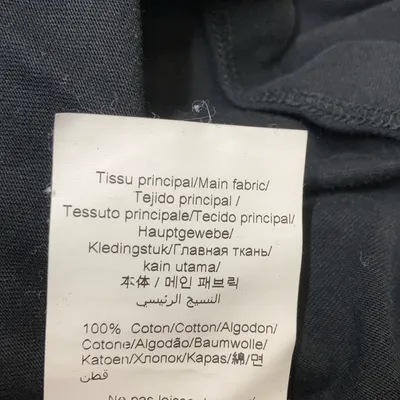 Tissu principal/Main fabric/
Tejido principal /
Tessuto principale/Tecido principal/
Hauptgewebe/
Kledingstuk/Главная ткань/
kain utama/
本体 / 메인 패브릭
النسيج الرئيسي
100% Coton/Cotton/Algodon/
Cotone/Algodão/Baumwolle/
Katoen/Хлопок/Kapas/綿/면
قطن
Ne pas